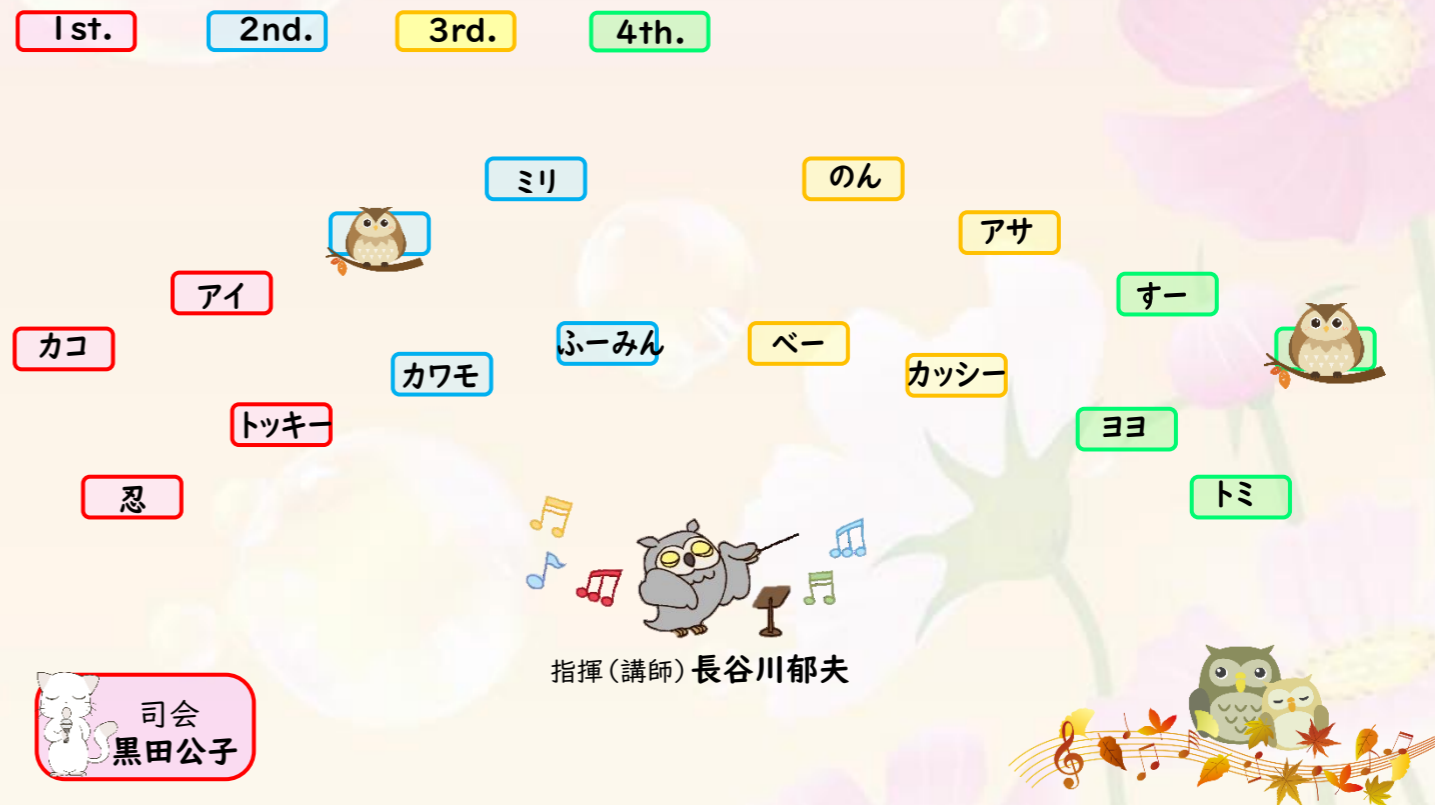 1st.
2nd.
3rd.
4th.
ミリ
のん
アサ
アイ
すー
カコ
カワモ
ふーみん
べー
カッシー
トッキー
ヨヨ
忍
トミ
指揮(講師)長谷川郁夫
司会
黒田公子